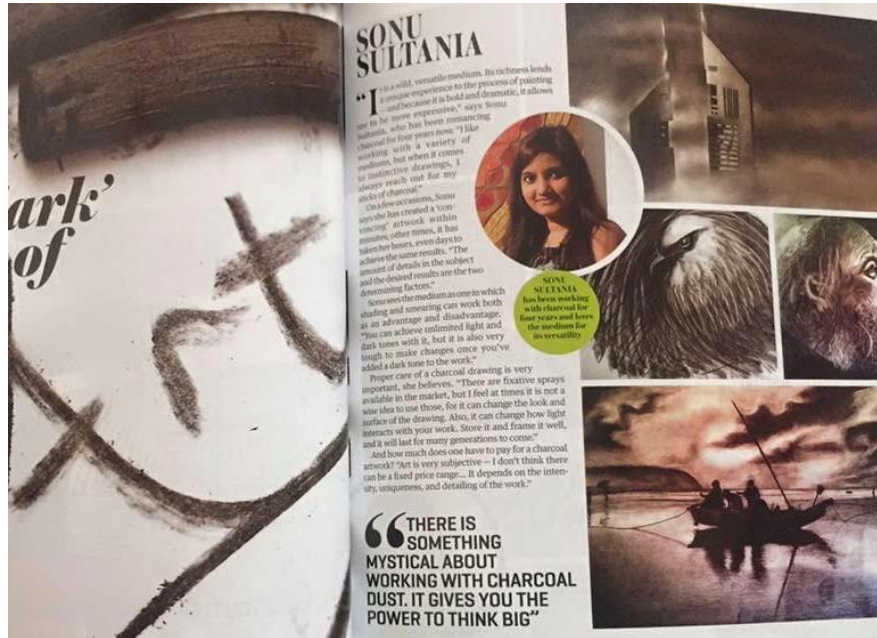 ark'
of
Art
SONU
SULTANIA
"It is a wild, versatile medium. Its richness lends
a unique experience to the process of painting
— and because it is bold and dramatic, it allows
me to be more expressive," says Sonu
Sultania, who has been romancing
charcoal for four years now. "I like
working with a variety of
mediums, but when it comes
to instinctive drawings, I
always reach out for my
sticks of charcoal."
On a few occasions, Sonu
says she has created a 'con-
vincing' artwork within
minutes; other times, it has
taken her hours, even days to
achieve the same results. "The
amount of details in the subject
and the desired results are the two
determining factors."
Sonu sees the medium as one in which
shading and smearing can work both
as an advantage and disadvantage.
"You can achieve unlimited light and
dark tones with it, but it is also very
tough to make changes once you've
added a dark tone to the work."
Proper care of a charcoal drawing is very
important, she believes. "There are fixative sprays
available in the market, but I feel at times it is not a
wise idea to use those, for it can change the look and
surface of the drawing. Also, it can change how light
interacts with your work. Store it and frame it well,
and it will last for many generations to come."
And how much does one have to pay for a charcoal
artwork? "Art is very subjective — I don't think there
can be a fixed price range... It depends on the inten-
sity, uniqueness, and detailing of the work."
SONU
SULTANIA
has been working
with charcoal for
four years and loves
the medium for
its versatility
"THERE IS
SOMETHING
MYSTICAL ABOUT
WORKING WITH CHARCOAL
DUST. IT GIVES YOU THE
POWER TO THINK BIG"